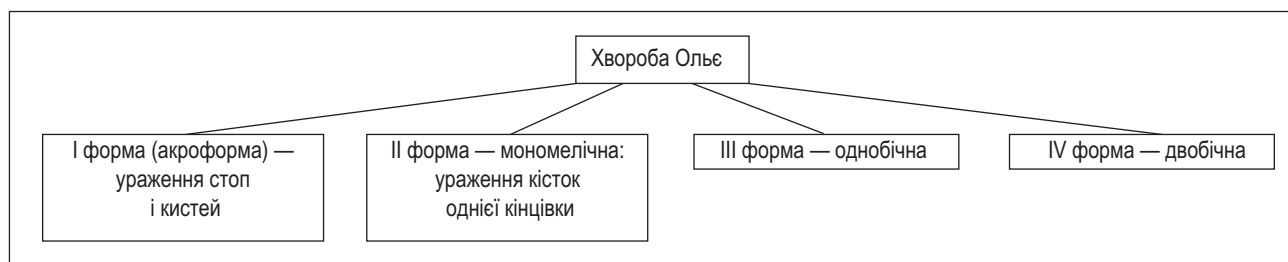 Хвороба Ольє
І форма (акроформа) —
ураження стоп
і кистей
ІІ форма — мономелічна:
ураження кісток
однієї кінцівки
ІІІ форма — однобічна
IV форма — двобічна